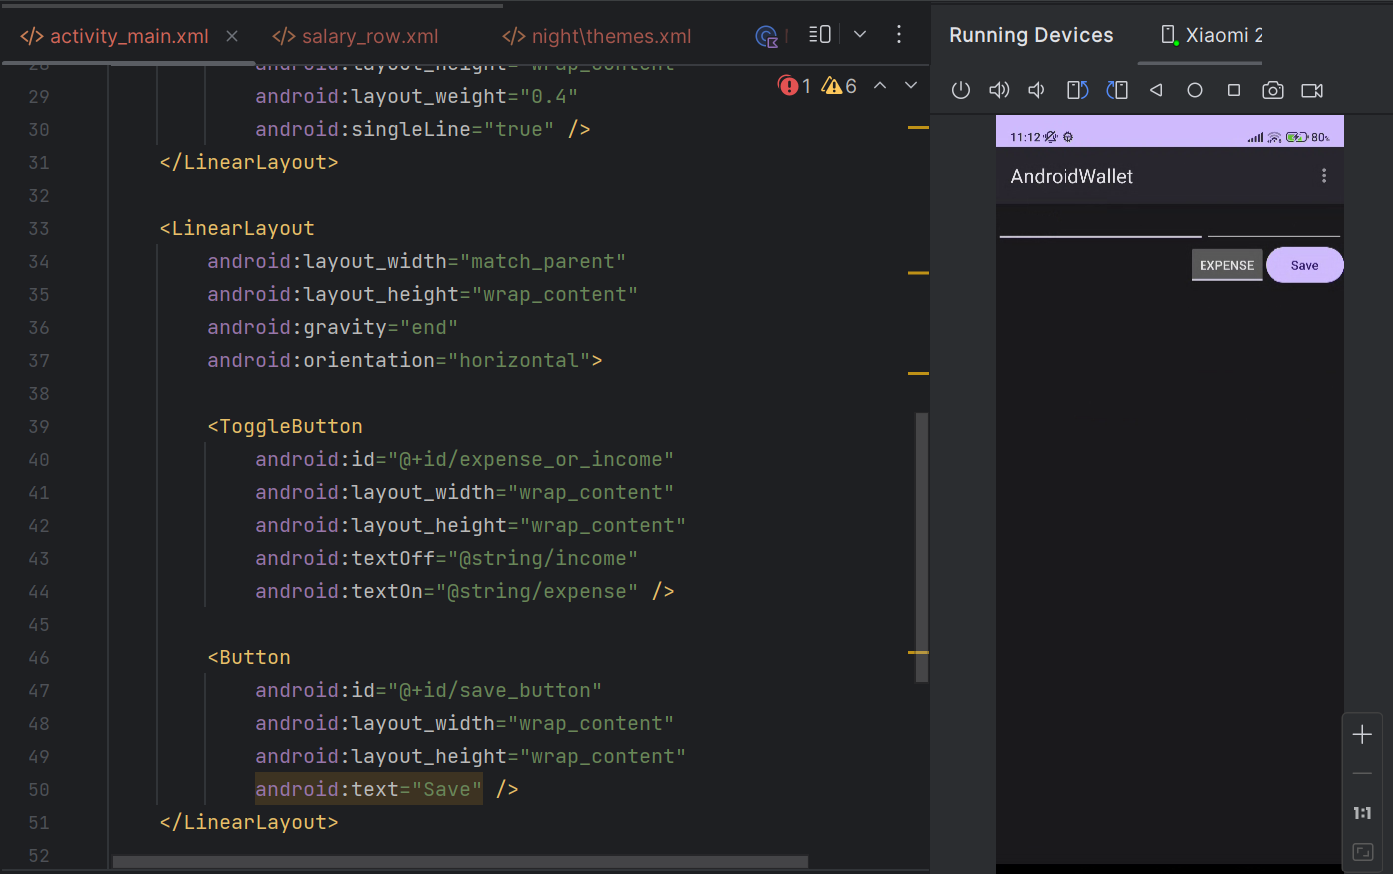 activity_main.xml
salary_row.xml
night\themes.xml
Running Devices
Xiaomi 2
1
6
28
android:layout_height="wrap_content"
29
android:layout_weight="0.4"
30
android:singleLine="true" />
31
</LinearLayout>
32
33
<LinearLayout
34
android:layout_width="match_parent"
35
android:layout_height="wrap_content"
36
android:gravity="end"
37
android:orientation="horizontal">
38
39
<ToggleButton
40
android:id="@+id/expense_or_income"
41
android:layout_width="wrap_content"
42
android:layout_height="wrap_content"
43
android:textOff="@string/income"
44
android:textOn="@string/expense" />
45
46
<Button
47
android:id="@+id/save_button"
48
android:layout_width="wrap_content"
49
android:layout_height="wrap_content"
50
android:text="Save" />
51
</LinearLayout>
52
11:12
80%
AndroidWallet
EXPENSE
Save
1:1